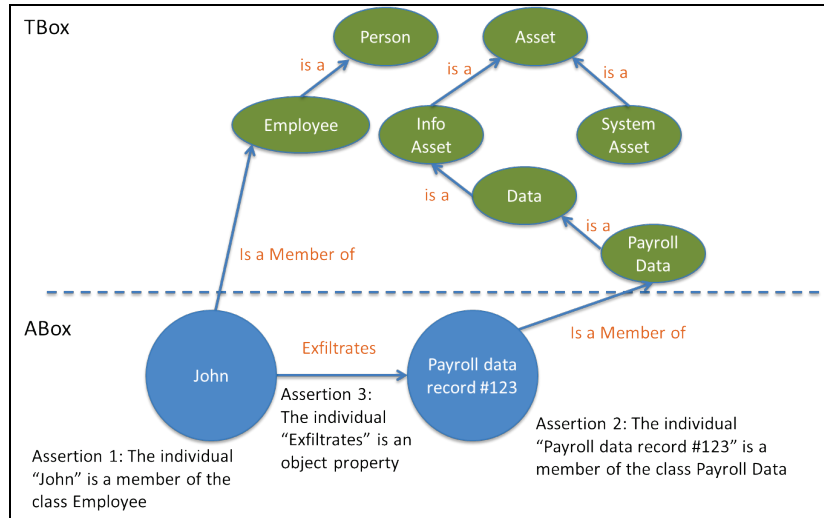 TBox
Person
Asset
is a
is a
is a
Employee
Info
Asset
System
Asset
is a
Data
is a
Payroll
Data
Is a Member of
ABox
Is a Member of
Exfiltrates
John
Payroll data
record #123
Assertion 3:
The individual
“Exfiltrates” is an
object property
Assertion 1: The individual
“John” is a member of the
class Employee
Assertion 2: The individual
“Payroll data record #123” is a
member of the class Payroll Data